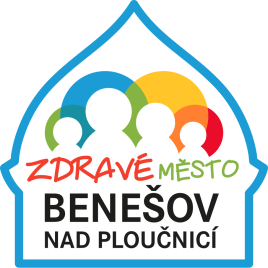 ZDRAVÉ MĚSTO
BENEŠOV
NAD PLOUČNICÍ